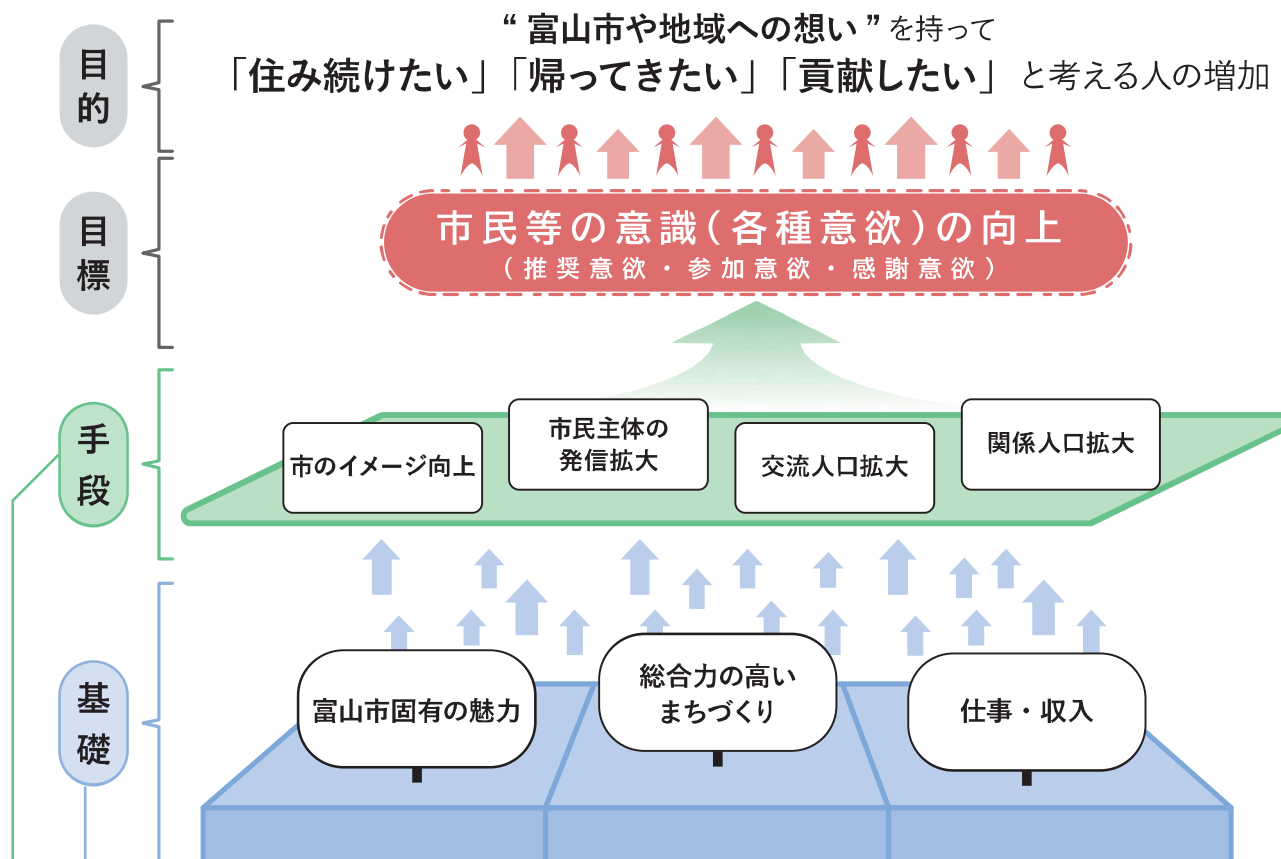 目的
“富山市や地域への想い”を持って
「住み続けたい」「帰ってきたい」「貢献したい」と考える人の増加
目標
市民等の意識(各種意欲)の向上
(推奨意欲・参加意欲・感謝意欲)
手段
市のイメージ向上
市民主体の
発信拡大
交流人口拡大
関係人口拡大
基礎
富山市固有の魅力
総合力の高い
まちづくり
仕事・収入